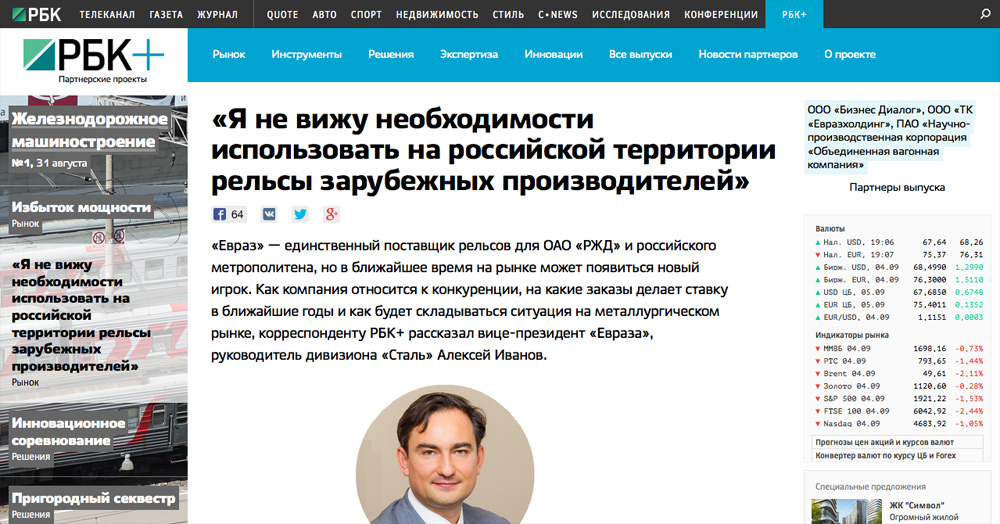 РБК ТЕЛЕКАНАЛ ГАЗЕТА ЖУРНАЛ QUOTE АВТО СПОРТ НЕДВИЖИМОСТЬ СТИЛЬ C•NEWS ИССЛЕДОВАНИЯ КОНФЕРЕНЦИИ РБК+
РБК+
Партнерские проекты
Рынок Инструменты Решения Экспертиза Инновации Все выпуски Новости партнеров О проекте
Железнодорожное
машиностроение
№1, 31 августа
Избыток мощности
Рынок
«Я не вижу
необходимости
использовать на
российской
территории рельсы
зарубежных
производителей»
Рынок
Инновационное
соревнование
Решения
Пригородный секвестр
Решения
«Я не вижу необходимости
использовать на российской территории
рельсы зарубежных производителей»
64
«Евраз» — единственный поставщик рельсов для ОАО «РЖД» и российского
метрополитена, но в ближайшее время на рынке может появиться новый
игрок. Как компания относится к конкуренции, на какие заказы делает ставку
в ближайшие годы и как будет складываться ситуация на металлургическом
рынке, корреспонденту РБК+ рассказал вице-президент «Евраза»,
руководитель дивизиона «Сталь» Алексей Иванов.
ООО «Бизнес Диалог», ООО «ТК
«Евразхолдинг», ПАО «Научно-
производственная корпорация
«Объединенная вагонная
компания»
Партнеры выпуска
Валюты
Нал. USD, 19:06 67,64 68,26
Нал. EUR, 19:07 75,37 76,31
Бирж. USD, 04.09 68,4990 1,2990
Бирж. EUR, 04.09 76,3000 1,5110
USD ЦБ, 05.09 67,6850 0,6748
EUR ЦБ, 05.09 75,4011 0,1352
EUR/USD, 04.09 1,1151 0,0003
Индикаторы рынка
ММВБ 04.09 1698,16 -0,73%
РТС 04.09 793,65 -1,44%
Brent 04.09 49,61 -2,11%
Золото 04.09 1120,60 -0,28%
S&P 500 04.09 1921,22 -1,53%
FTSE 100 04.09 6042,92 -2,44%
Nasdaq 04.09 4683,92 -1,05%
Прогнозы цен акций и курсов валют
Конвертер валют по курсу ЦБ и Forex
Специальные предложения
ЖК "Символ"
Огромный жилой